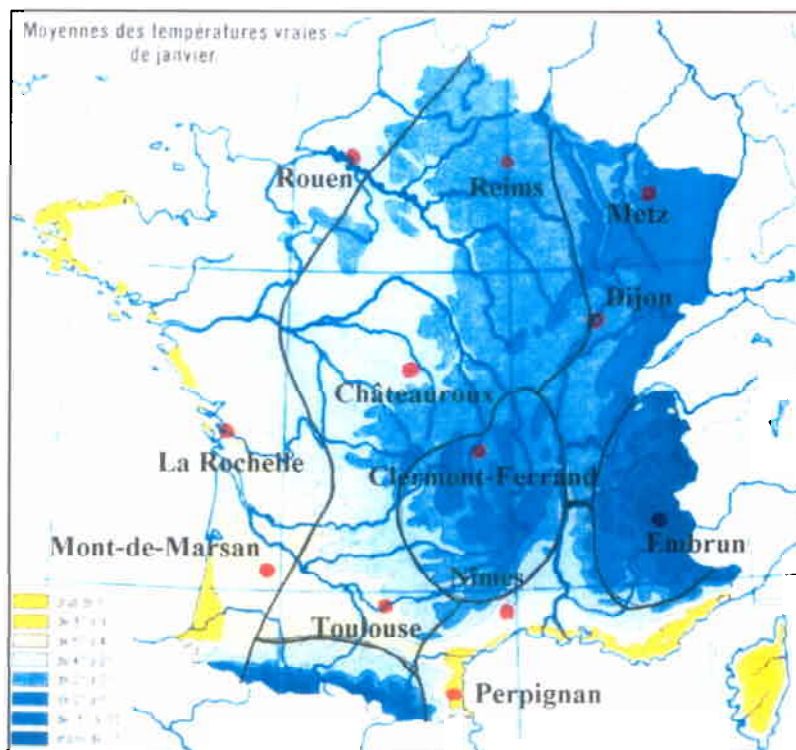 Moyennes des températures vraies
de janvier
Rouen
Reims
Metz
Dijon
Châteauroux
La Rochelle
Clermont-Ferrand
Mont-de-Marsan
Embrun
Nîmes
Toulouse
Perpignan